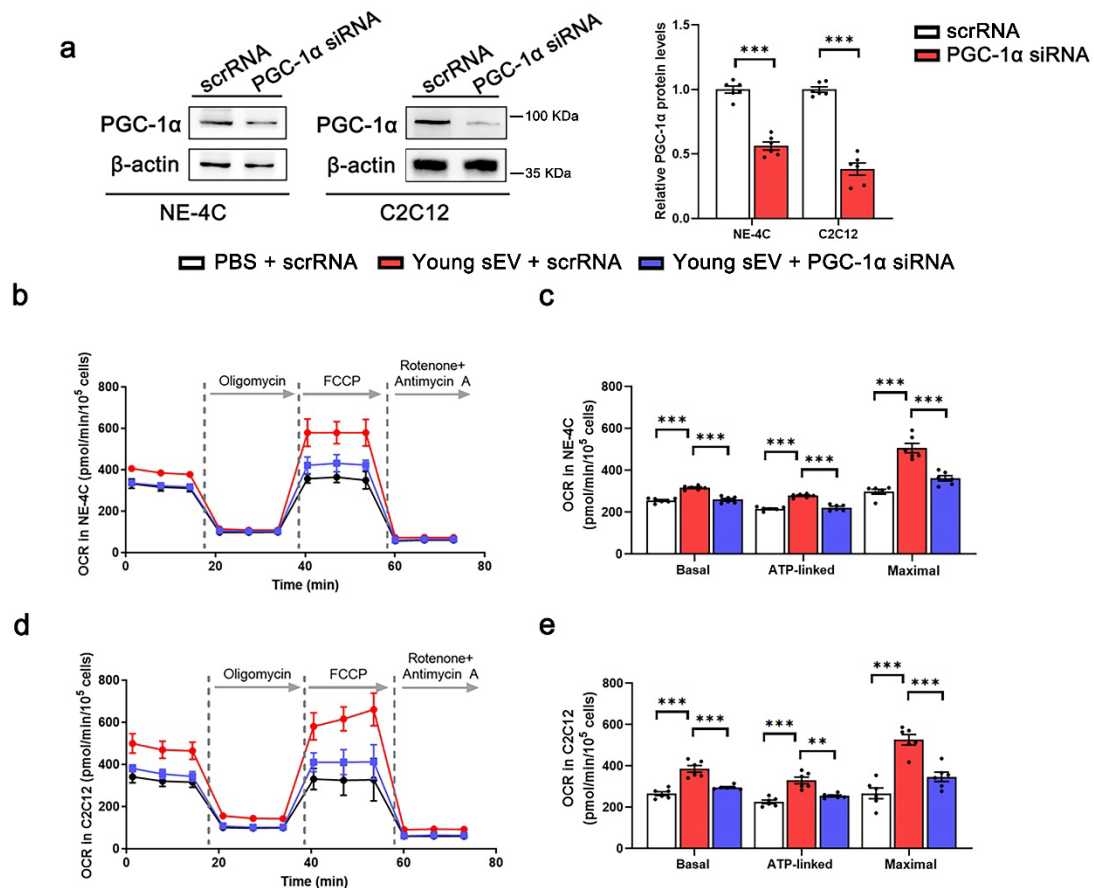 a
scrRNA
PGC-1α siRNA
PGC-1α
β-actin
NE-4C
scrRNA
PGC-1α siRNA
PGC-1α
β-actin
C2C12
100 KDa
35 KDa
Relative PGC-1α protein levels
1.0
0.5
0.0
***
***
NE-4C
C2C12
scrRNA
PGC-1α siRNA
PBS + scrRNA
Young sEV + scrRNA
Young sEV + PGC-1α siRNA
b
OCR in NE-4C (pmol/min/10⁵ cells)
800
600
400
200
0
Oligomycin
FCCP
Rotenone+
Antimycin A
0
20
40
60
80
Time (min)
c
OCR in NE-4C
(pmol/min/10⁵ cells)
800
600
400
200
0
***
***
***
***
***
***
Basal
ATP-linked
Maximal
d
OCR in C2C12 (pmol/min/10⁵ cells)
800
600
400
200
0
Oligomycin
FCCP
Rotenone+
Antimycin A
0
20
40
60
80
Time (min)
e
OCR in C2C12
(pmol/min/10⁵ cells)
800
600
400
200
0
***
***
***
**
***
***
Basal
ATP-linked
Maximal